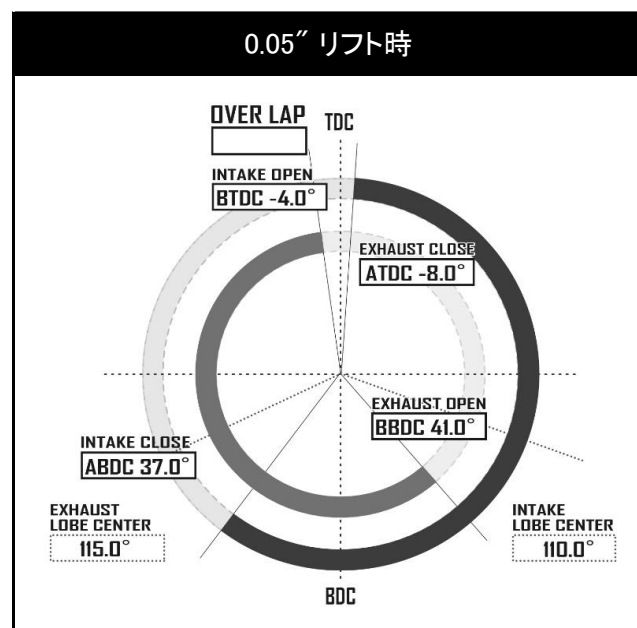 0.05″ リフト時
OVER LAP
TDC
INTAKE OPEN
BTDC -4.0°
EXHAUST CLOSE
ATDC -8.0°
EXHAUST OPEN
BBDC 41.0°
INTAKE CLOSE
ABDC 37.0°
EXHAUST
LOBE CENTER
115.0°
INTAKE
LOBE CENTER
110.0°
BDC